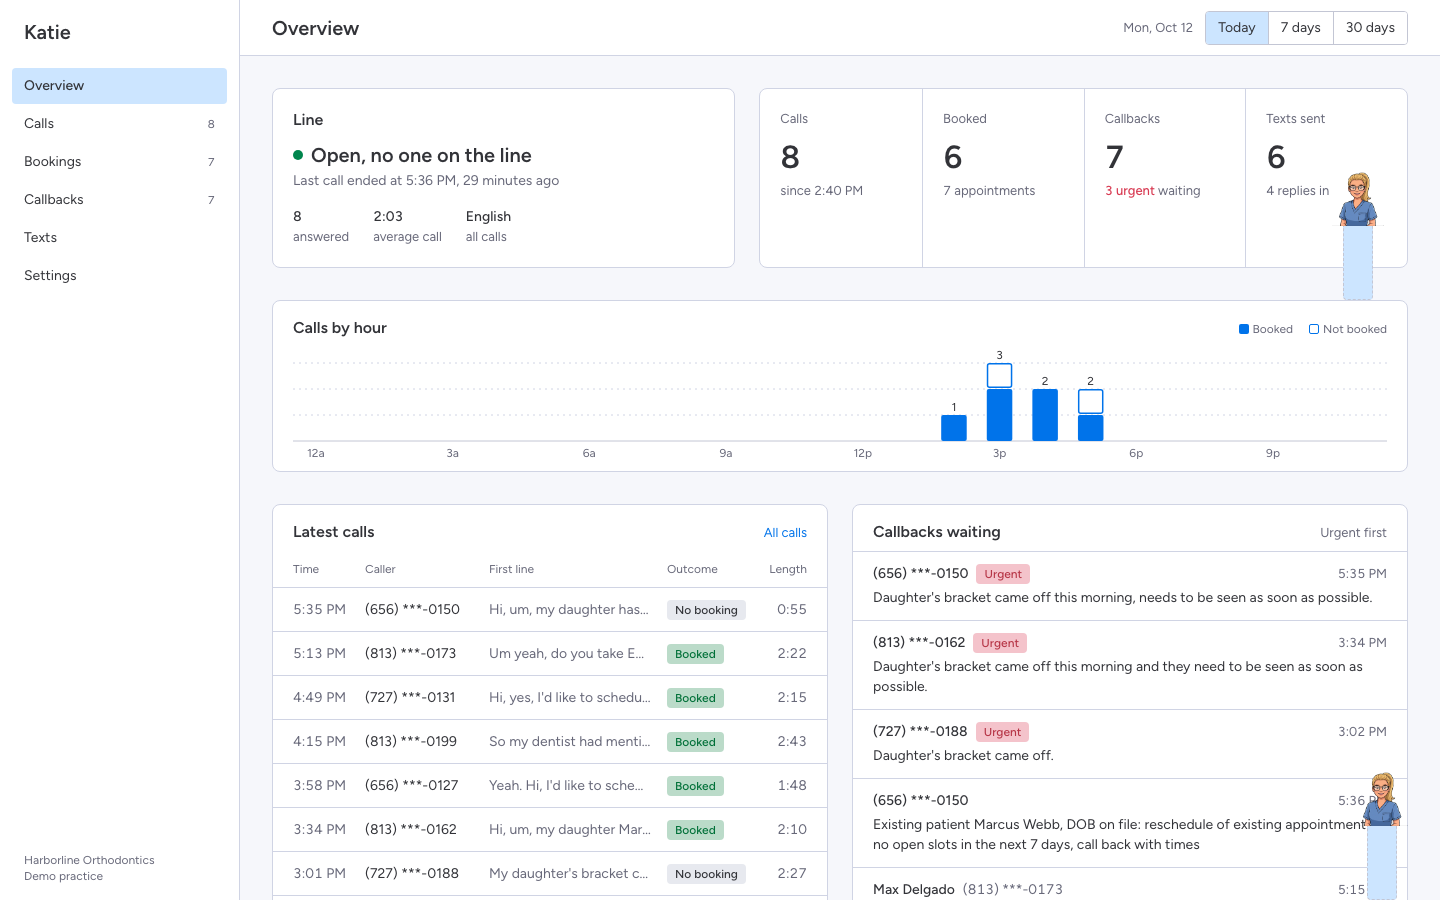 Katie
Overview
Calls 8
Bookings 7
Callbacks 7
Texts
Settings
Harborline Orthodontics
Demo practice
Overview
Mon, Oct 12 Today 7 days 30 days
Line
Open, no one on the line
Last call ended at 5:36 PM, 29 minutes ago
8 2:03 English
answered average call all calls
Calls Booked Callbacks Texts sent
8 6 7 6
since 2:40 PM 7 appointments 3 urgent waiting 4 replies in
Calls by hour
Booked Not booked
3
2 2
1
12a 3a 6a 9a 12p 3p 6p 9p
Latest calls All calls
Time Caller First line Outcome Length
5:35 PM (656) ***-0150 Hi, um, my daughter has... No booking 0:55
5:13 PM (813) ***-0173 Um yeah, do you take E... Booked 2:22
4:49 PM (727) ***-0131 Hi, yes, I'd like to schedu... Booked 2:15
4:15 PM (813) ***-0199 So my dentist had menti... Booked 2:43
3:58 PM (656) ***-0127 Yeah. Hi, I'd like to sche... Booked 1:48
3:34 PM (813) ***-0162 Hi, um, my daughter Mar... Booked 2:10
3:01 PM (727) ***-0188 My daughter's bracket c... No booking 2:27
Callbacks waiting Urgent first
(656) ***-0150 Urgent 5:35 PM
Daughter's bracket came off this morning, needs to be seen as soon as possible.
(813) ***-0162 Urgent 3:34 PM
Daughter's bracket came off this morning and they need to be seen as soon as
possible.
(727) ***-0188 Urgent 3:02 PM
Daughter's bracket came off.
(656) ***-0150 5:36
Existing patient Marcus Webb, DOB on file: reschedule of existing appointment
no open slots in the next 7 days, call back with times
Max Delgado (813) ***-0173 5:15